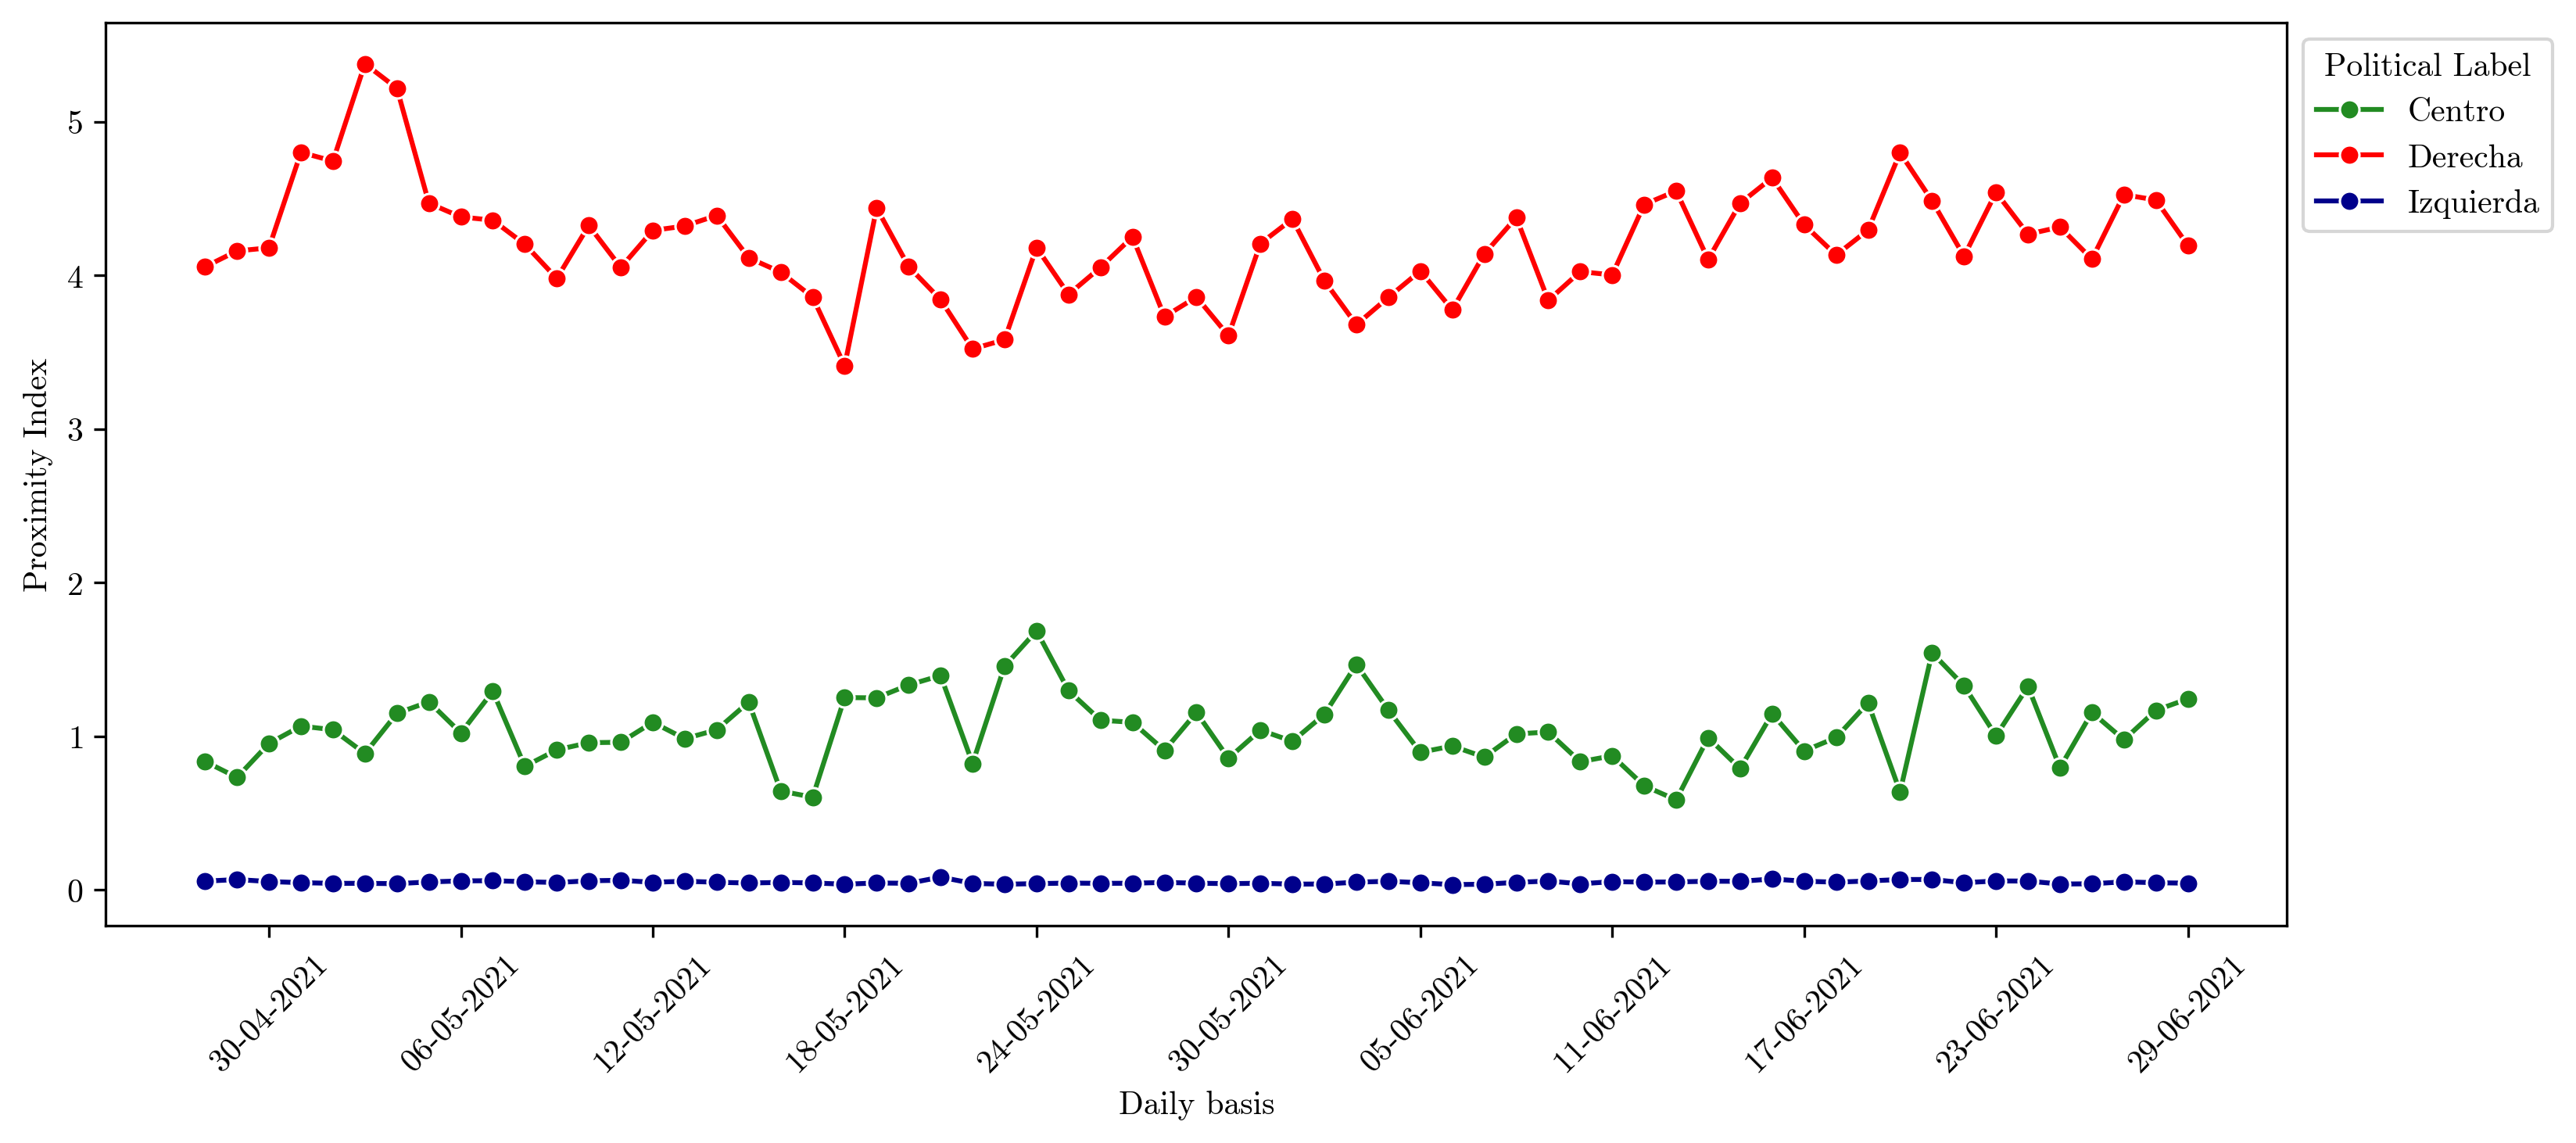 Political Label
Centro
Derecha
Izquierda
Proximity Index
5
4
3
2
1
0
30-04-2021
06-05-2021
12-05-2021
18-05-2021
24-05-2021
30-05-2021
05-06-2021
11-06-2021
17-06-2021
23-06-2021
29-06-2021
Daily basis